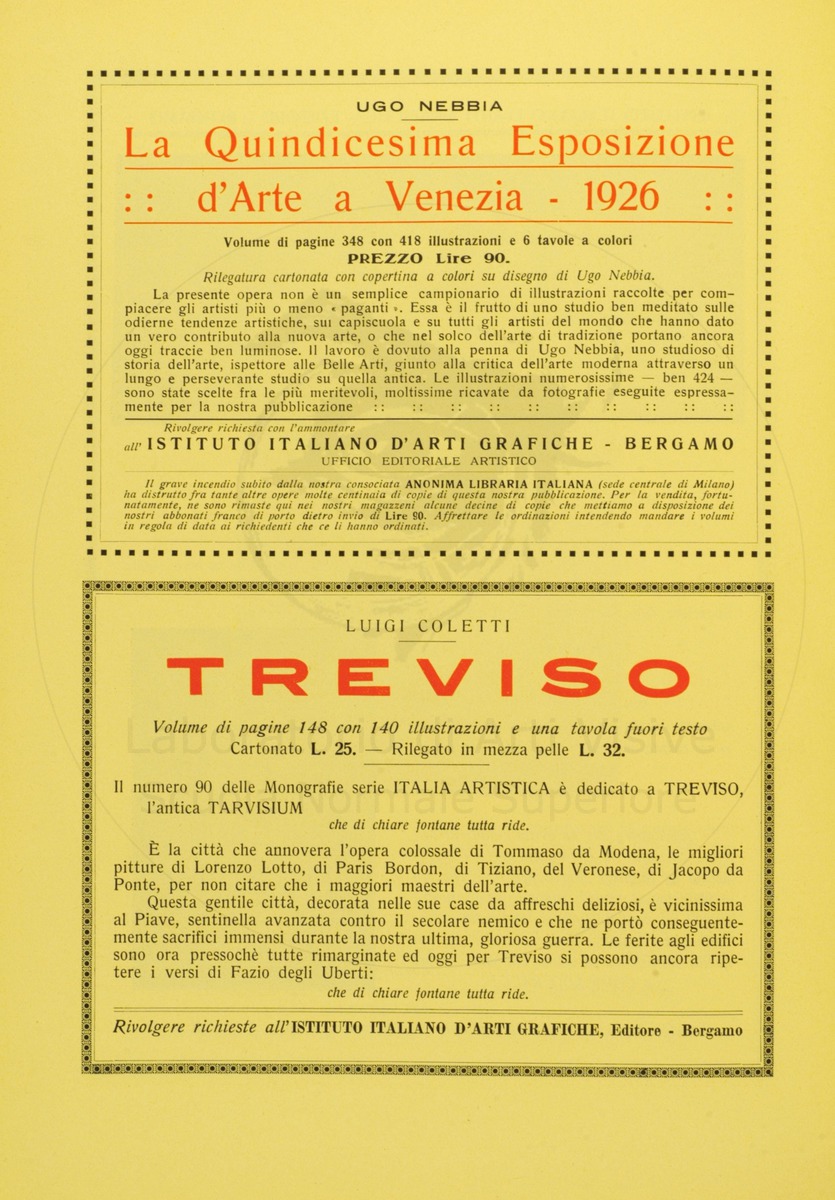 UGO NEBBIA
La Quindicesima Esposizione
:: d'Arte a Venezia - 1926 ::
Volume di pagine 348 con 418 illustrazioni e 6 tavole a colori
PREZZO Lire 90.
Rilegatura cartonata con copertina a colori su disegno di Ugo Nebbia.
La presente opera non è un semplice campionario di illustrazioni raccolte per com-
piacere gli artisti più o meno « paganti ». Essa è il frutto di uno studio ben meditato sulle
odierne tendenze artistiche, sui capiscuola e su tutti gli artisti del mondo che hanno dato
un vero contributo alla nuova arte, o che nel solco dell'arte di tradizione portano ancora
oggi traccie ben luminose. Il lavoro è dovuto alla penna di Ugo Nebbia, uno studioso di
storia dell'arte, ispettore alle Belle Arti, giunto alla critica dell'arte moderna attraverso un
lungo e perseverante studio su quella antica. Le illustrazioni numerosissime — ben 424 —
sono state scelte fra le più meritevoli, moltissime ricavate da fotografie eseguite espressa-
mente per la nostra pubblicazione :: :: :: :: :: :: :: :: :: ::
Rivolgere richiesta con l'ammontare
all' ISTITUTO ITALIANO D'ARTI GRAFICHE - BERGAMO
UFFICIO EDITORIALE ARTISTICO
Il grave incendio subìto dalla nostra consociata ANONIMA LIBRARIA ITALIANA (sede centrale di Milano)
ha distrutto fra tante altre opere molte centinaia di copie di questa nostra pubblicazione. Per la vendita, fortu-
natamente, ne sono rimaste qui nei nostri magazzeni alcune decine di copie che mettiamo a disposizione dei
nostri abbonati franco di porto dietro invio di Lire 90. Affrettare le ordinazioni intendendo mandare i volumi
in regola di data ai richiedenti che ce li hanno ordinati.
LUIGI COLETTI
TREVISO
Volume di pagine 148 con 140 illustrazioni e una tavola fuori testo
Cartonato L. 25. — Rilegato in mezza pelle L. 32.
Il numero 90 delle Monografie serie ITALIA ARTISTICA è dedicato a TREVISO,
l'antica TARVISIUM
che di chiare fontane tutta ride.
È la città che annovera l'opera colossale di Tommaso da Modena, le migliori
pitture di Lorenzo Lotto, di Paris Bordon, di Tiziano, del Veronese, di Jacopo da
Ponte, per non citare che i maggiori maestri dell'arte.
Questa gentile città, decorata nelle sue case da affreschi deliziosi, è vicinissima
al Piave, sentinella avanzata contro il secolare nemico e che ne portò conseguente-
mente sacrifici immensi durante la nostra ultima, gloriosa guerra. Le ferite agli edifici
sono ora pressochè tutte rimarginate ed oggi per Treviso si possono ancora ripe-
tere i versi di Fazio degli Uberti:
che di chiare fontane tutta ride.
Rivolgere richieste all'ISTITUTO ITALIANO D'ARTI GRAFICHE, Editore - Bergamo